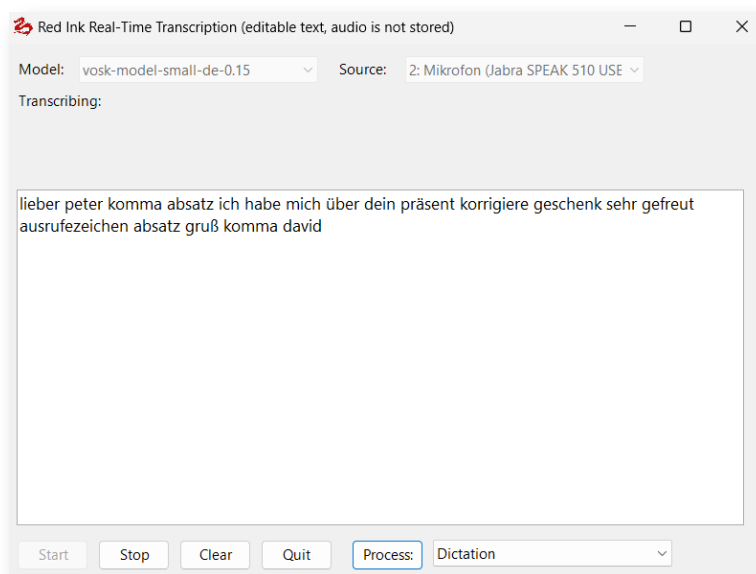 Red Ink Real-Time Transcription (editable text, audio is not stored)
Model: vosk-model-small-de-0.15 Source: 2: Mikrofon (Jabra SPEAK 510 USE
Transcribing:
lieber peter komma absatz ich habe mich über dein präsent korrigiere geschenk sehr gefreut
ausrufezeichen absatz gruß komma david
Start Stop Clear Quit Process: Dictation